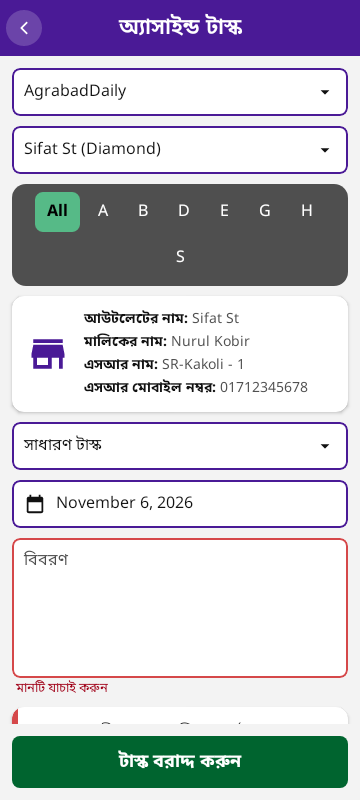 অ্যাসাইন্ড টাস্ক
AgrabadDaily
Sifat St (Diamond)
All A B D E G H
S
আউটলেটের নাম: Sifat St
মালিকের নাম: Nurul Kobir
এসআর নাম: SR-Kakoli - 1
এসআর মোবাইল নম্বর: 01712345678
সাধারণ টাস্ক
November 6, 2026
বিবরণ
মানটি যাচাই করুন
টাস্ক বরাদ্দ করুন